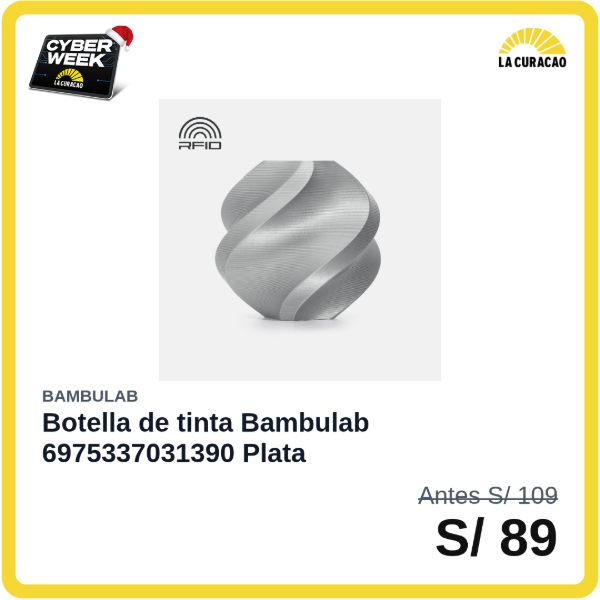 CYBER
WEEK
LA CURACAO
LA CURACAO
RFID
BAMBULAB
Botella de tinta Bambulab
6975337031390 Plata
Antes S/ 109
S/ 89